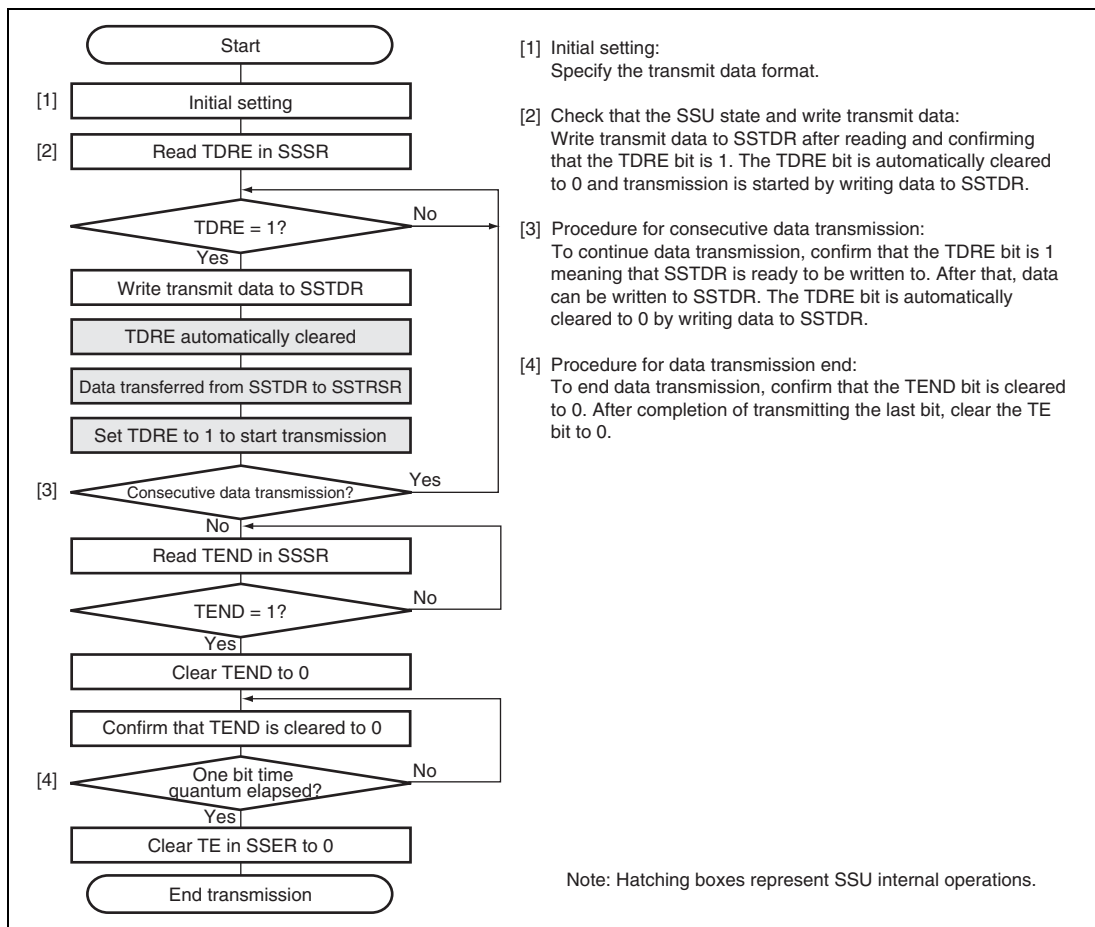 Start
[1] Initial setting
[2] Read TDRE in SSSR
TDRE = 1?
No
Yes
Write transmit data to SSTDR
TDRE automatically cleared
Data transferred from SSTDR to SSTRSR
Set TDRE to 1 to start transmission
[3] Consecutive data transmission?
Yes
No
Read TEND in SSSR
TEND = 1?
No
Yes
Clear TEND to 0
Confirm that TEND is cleared to 0
[4] One bit time
quantum elapsed?
No
Yes
Clear TE in SSER to 0
End transmission
[1] Initial setting:
Specify the transmit data format.
[2] Check that the SSU state and write transmit data:
Write transmit data to SSTDR after reading and confirming
that the TDRE bit is 1. The TDRE bit is automatically cleared
to 0 and transmission is started by writing data to SSTDR.
[3] Procedure for consecutive data transmission:
To continue data transmission, confirm that the TDRE bit is 1
meaning that SSTDR is ready to be written to. After that, data
can be written to SSTDR. The TDRE bit is automatically
cleared to 0 by writing data to SSTDR.
[4] Procedure for data transmission end:
To end data transmission, confirm that the TEND bit is cleared
to 0. After completion of transmitting the last bit, clear the TE
bit to 0.
Note: Hatching boxes represent SSU internal operations.